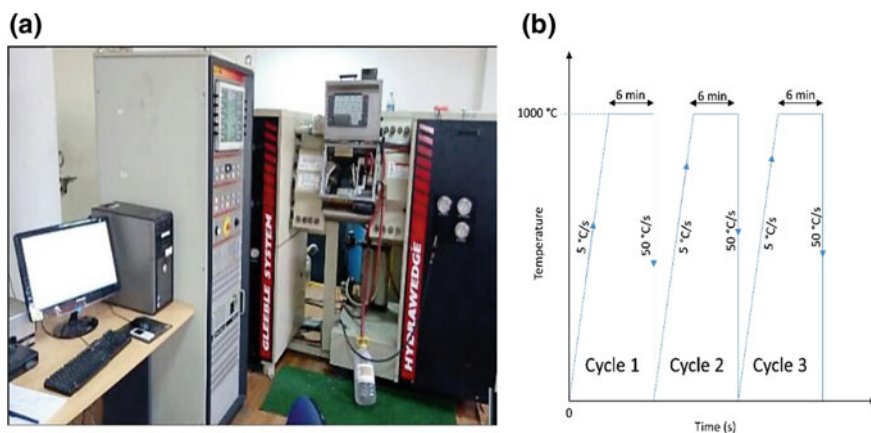 (a)
GLEEBLE SYSTEM
HYDRAWEDGE
(b)
6 min
6 min
6 min
1000 °C
Temperature
5 °C/s
50 °C/s
5 °C/s
50 °C/s
5 °C/s
50 °C/s
Cycle 1
Cycle 2
Cycle 3
0
Time (s)